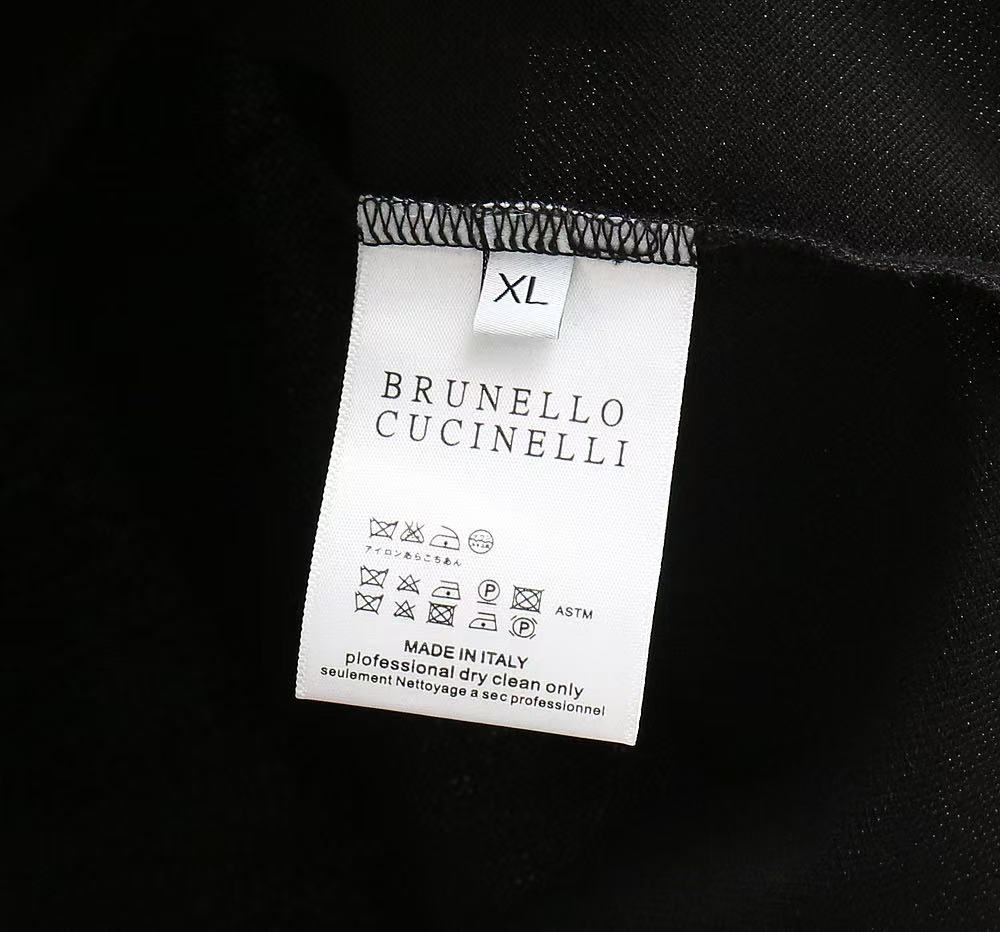 XL
BRUNELLO
CUCINELLI
アイロンあらこちあん
P
ASTM
P
MADE IN ITALY
plofessional dry clean only
seulement Nettoyage a sec professionnel